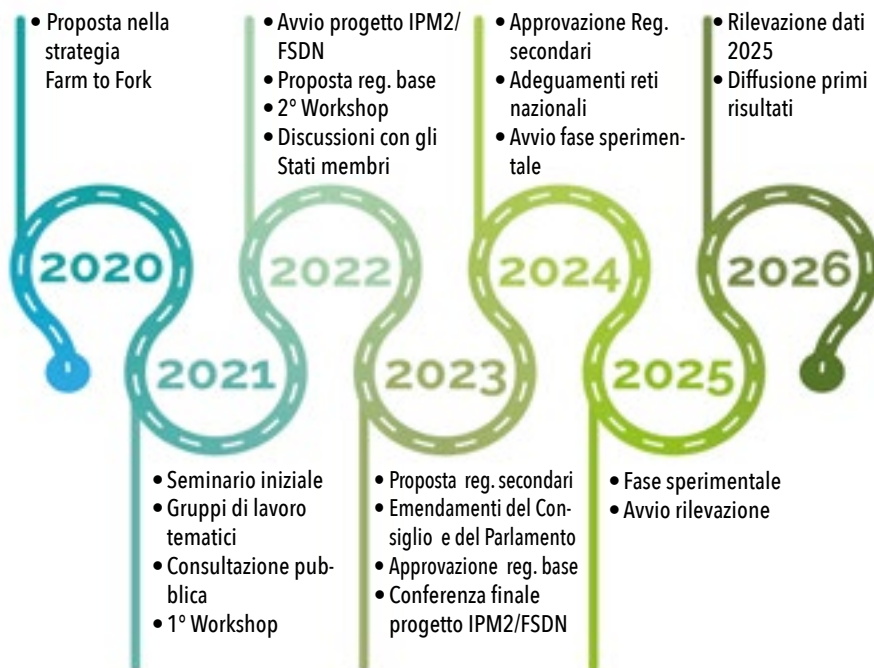 • Proposta nella
strategia
Farm to Fork
• Avvio progetto IPM2/
FSDN
• Proposta reg. base
• 2° Workshop
• Discussioni con gli
Stati membri
• Approvazione Reg.
secondari
• Adeguamenti reti
nazionali
• Avvio fase sperimen-
tale
• Rilevazione dati
2025
• Diffusione primi
risultati
2020
2022
2024
2026
2021
2023
2025
• Seminario iniziale
• Gruppi di lavoro
tematici
• Consultazione pub-
blica
• 1° Workshop
• Proposta reg. secondari
• Emendamenti del Con-
siglio e del Parlamento
• Approvazione reg. base
• Conferenza finale
progetto IPM2/FSDN
• Fase sperimentale
• Avvio rilevazione